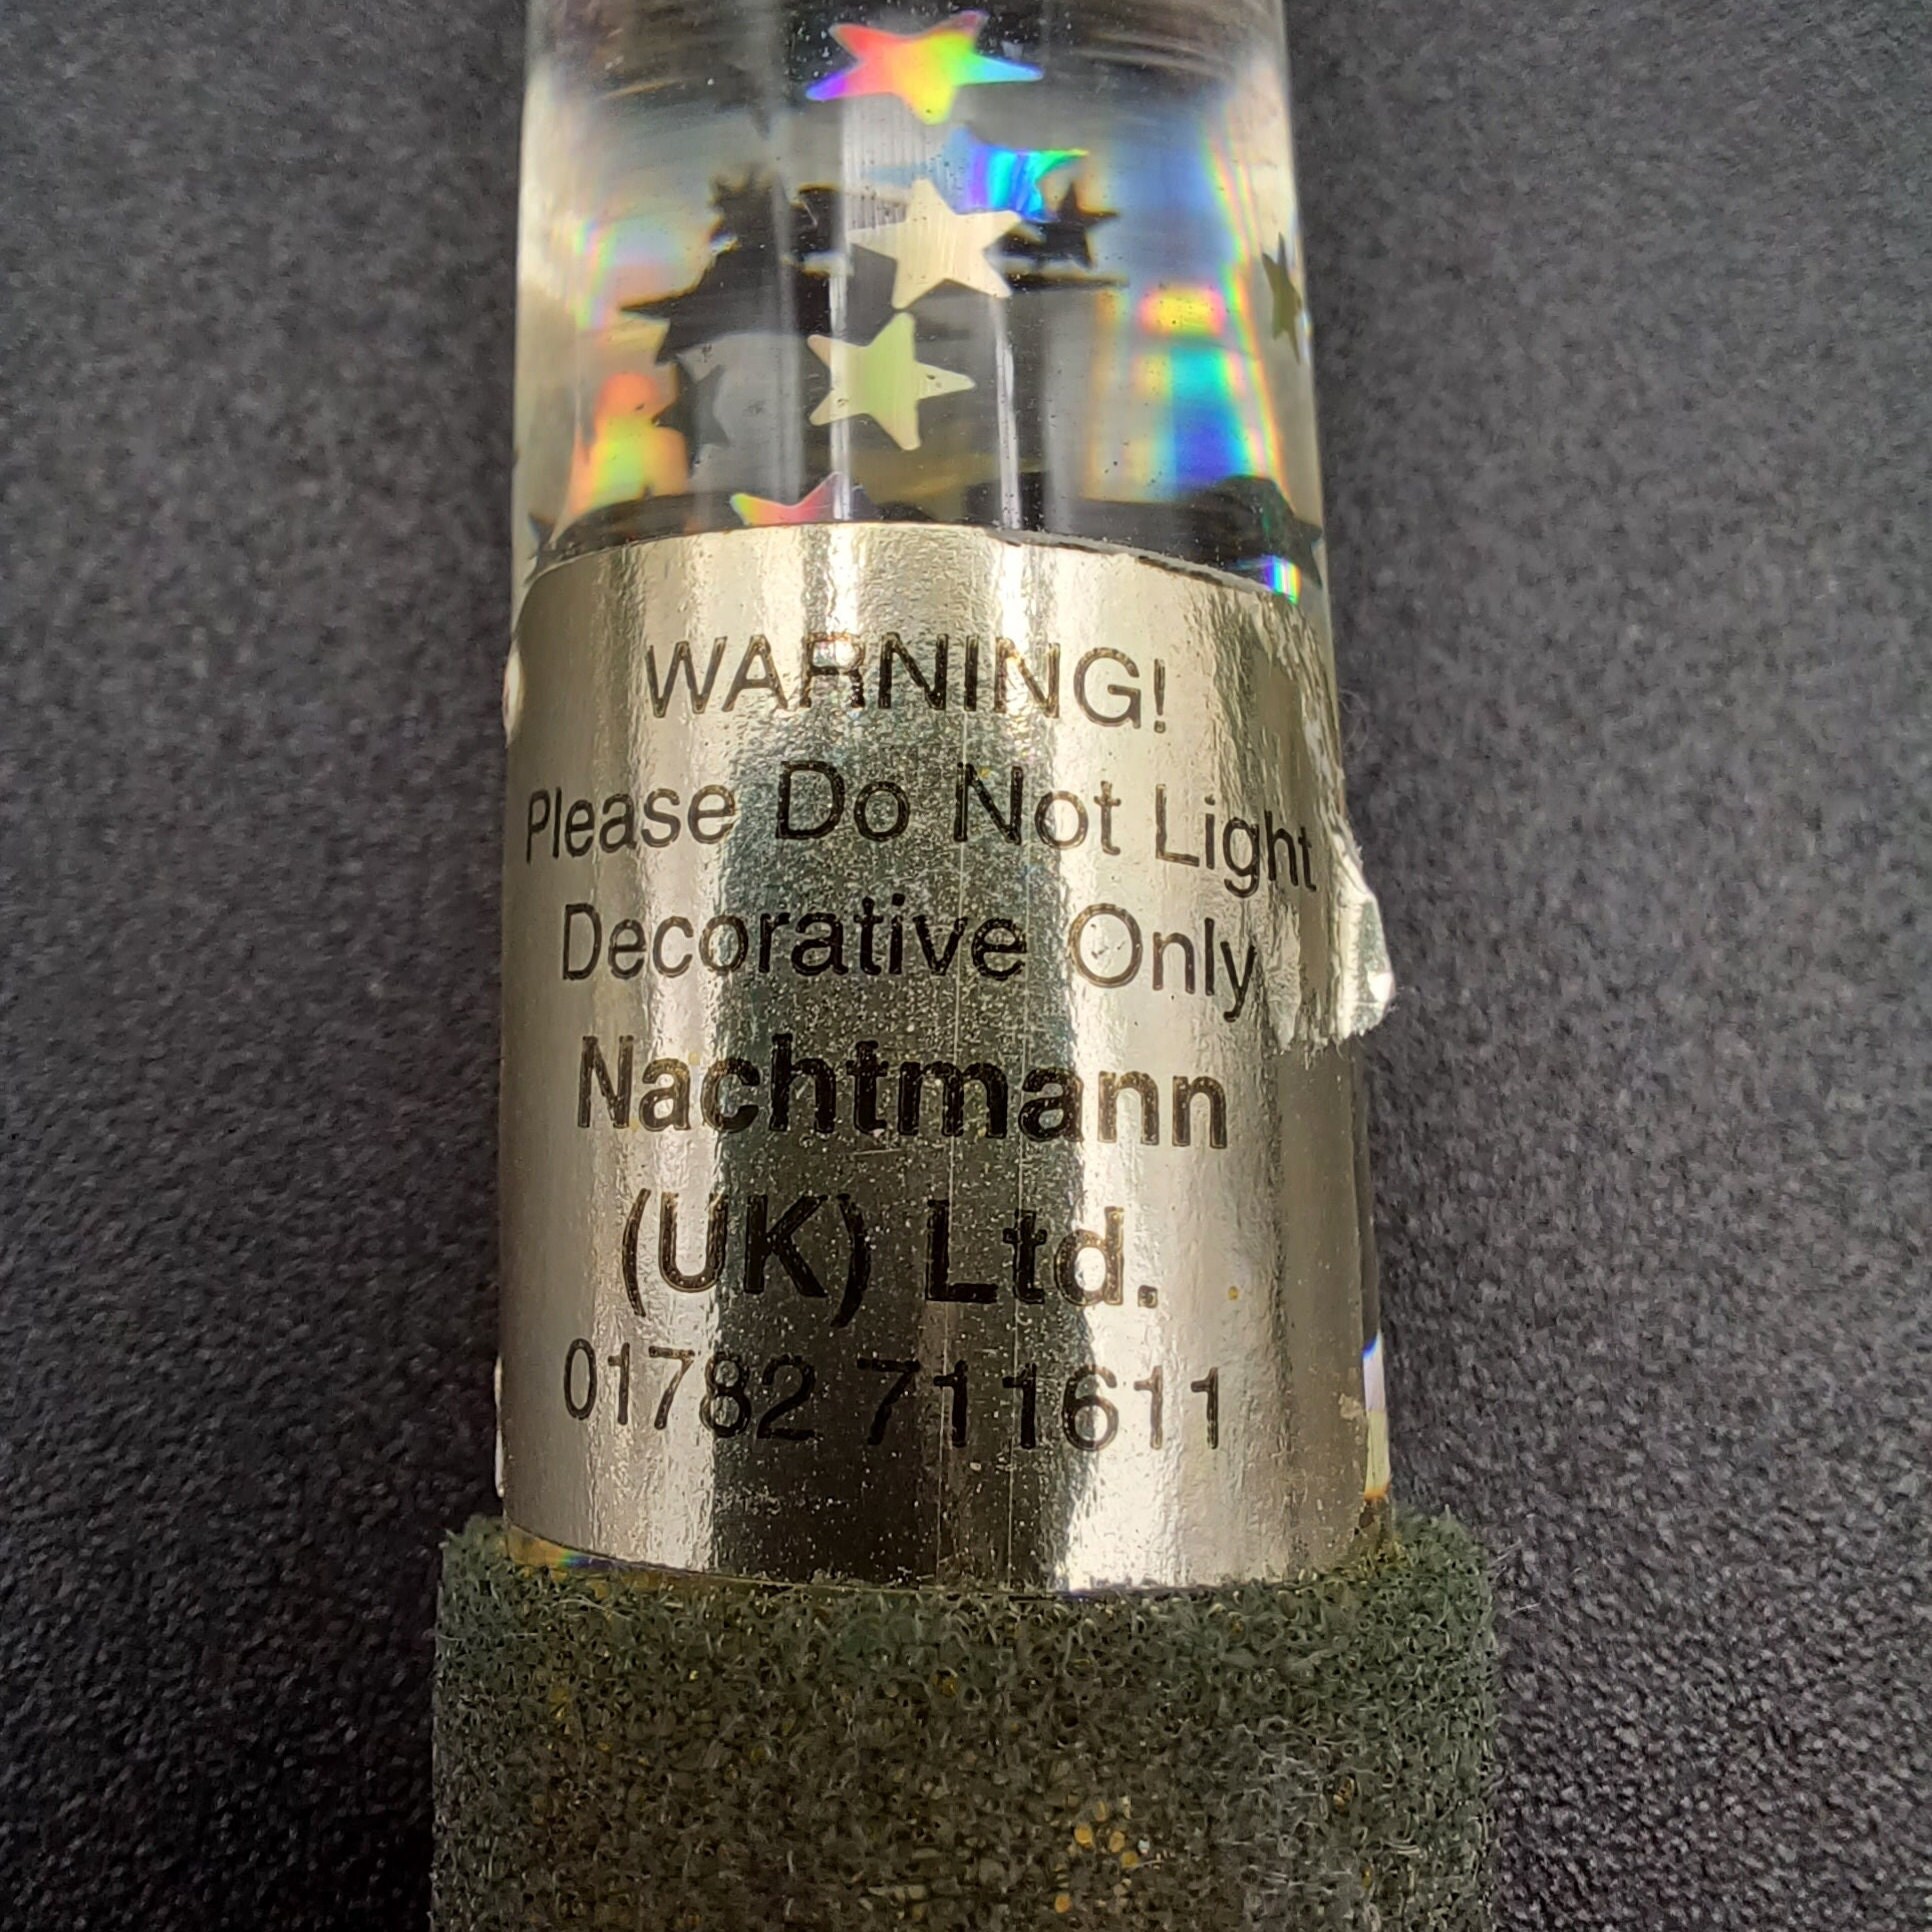 WARNING!
Please Do Not Light
Decorative Only
Nachtmann
(UK) Ltd.
01782 711611